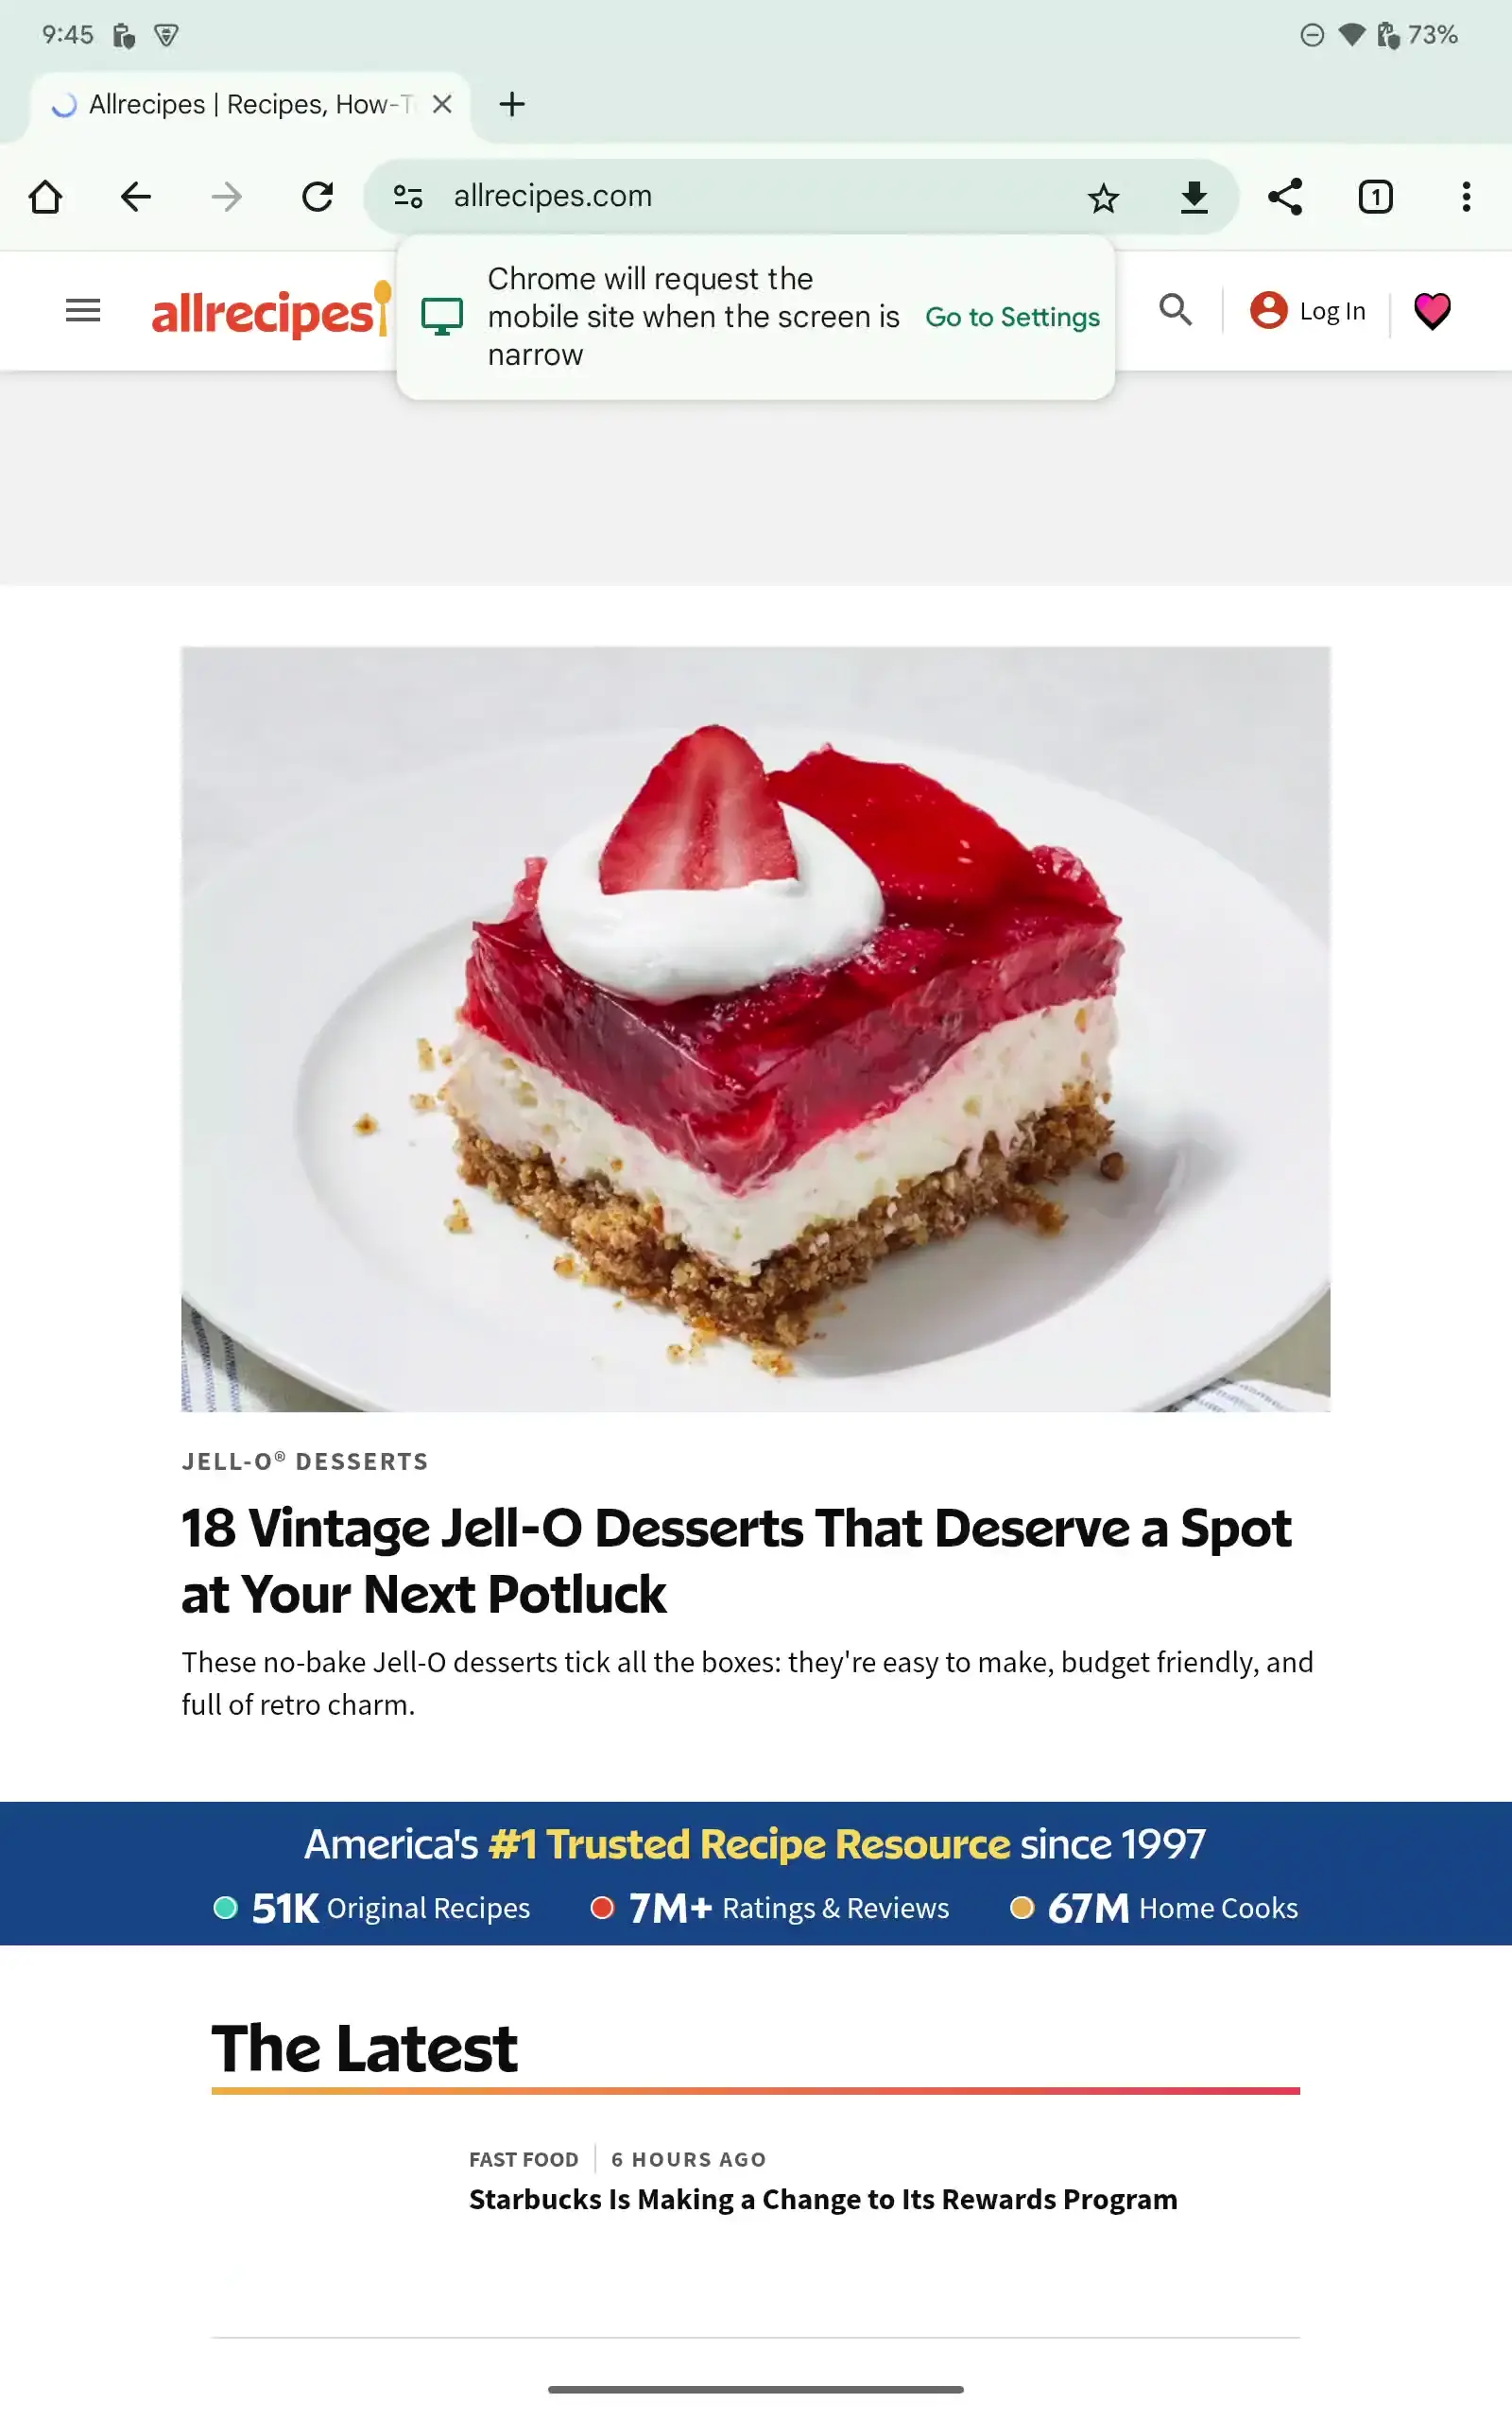 9:45
73%
Allrecipes | Recipes, How-T
allrecipes.com
1
Chrome will request the
mobile site when the screen is
narrow
Go to Settings
allrecipes
Log In
JELL-O® DESSERTS
18 Vintage Jell-O Desserts That Deserve a Spot
at Your Next Potluck
These no-bake Jell-O desserts tick all the boxes: they're easy to make, budget friendly, and
full of retro charm.
America's #1 Trusted Recipe Resource since 1997
51K Original Recipes
7M+ Ratings & Reviews
67M Home Cooks
The Latest
FAST FOOD | 6 HOURS AGO
Starbucks Is Making a Change to Its Rewards Program